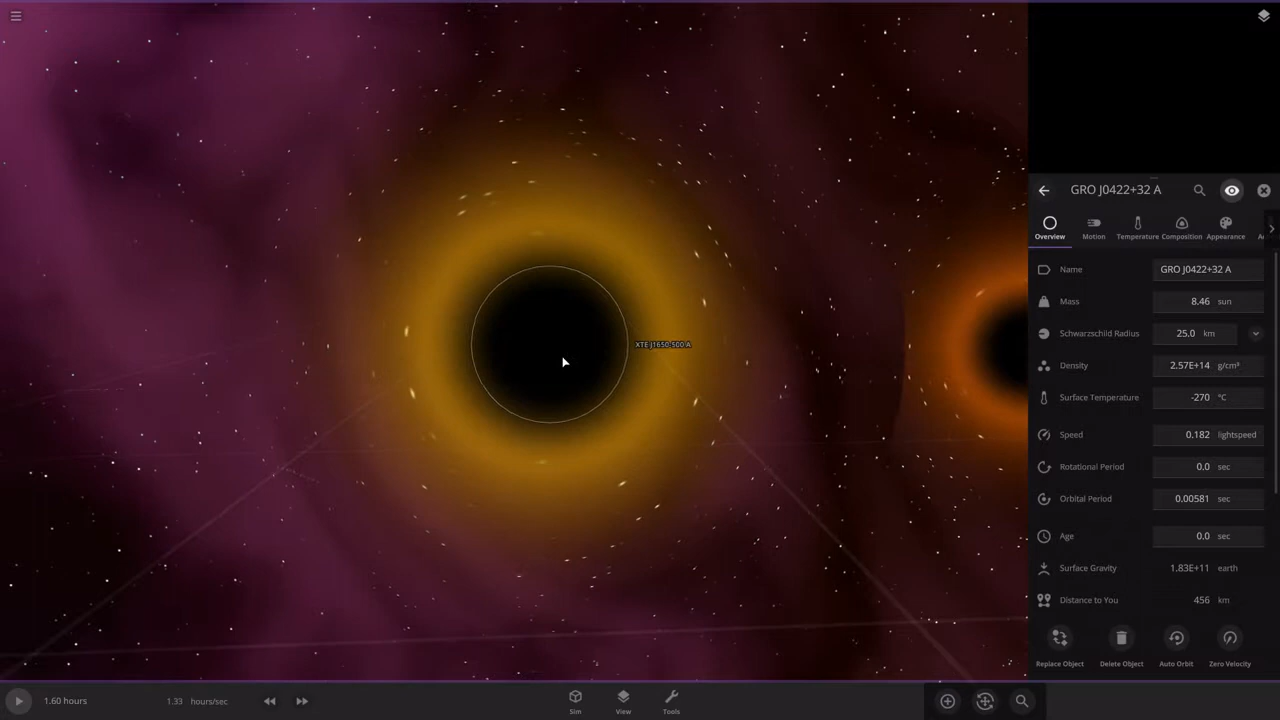 GRO J0422+32 A
Overview
Motion
Temperature
Composition
Appearance
Name
GRO J0422+32 A
Mass
8.46 sun
Schwarzschild Radius
25.0 km
Density
2.57E+14 g/cm³
Surface Temperature
-270 °C
Speed
0.182 lightspeed
Rotational Period
0.0 sec
Orbital Period
0.00581 sec
Age
0.0 sec
Surface Gravity
1.83E+11 earth
Distance to You
456 km
Replace Object
Delete Object
Auto Orbit
Zero Velocity
XTE J1650-500 A
1.60 hours
1.33 hours/sec
Sim
View
Tools